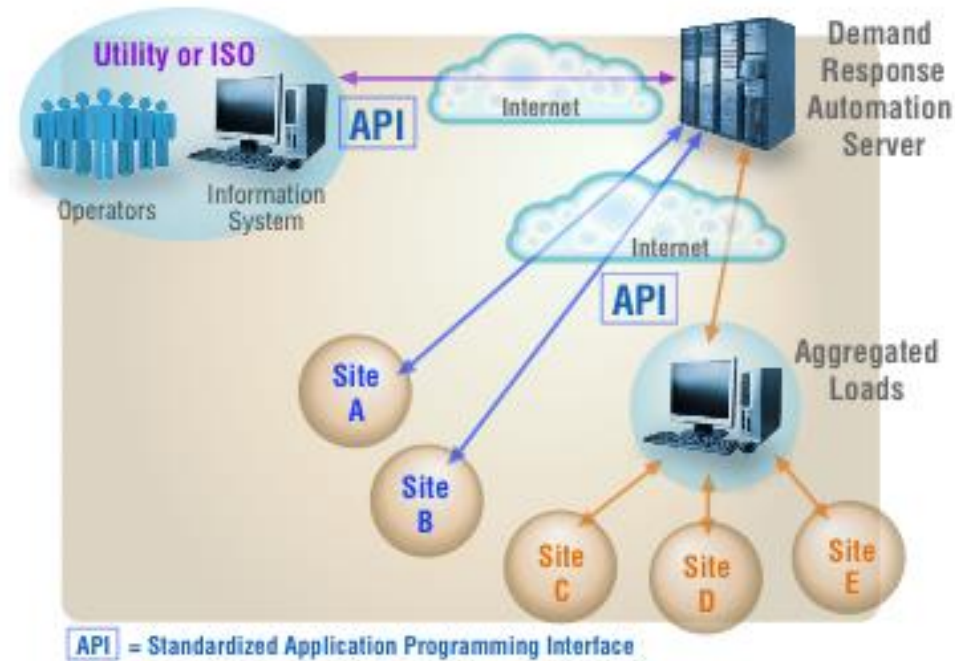 Utility or ISO
Operators
Information
System
API
Internet
Demand
Response
Automation
Server
Internet
API
Site
A
Site
B
Aggregated
Loads
Site
C
Site
D
Site
E
API = Standardized Application Programming Interface